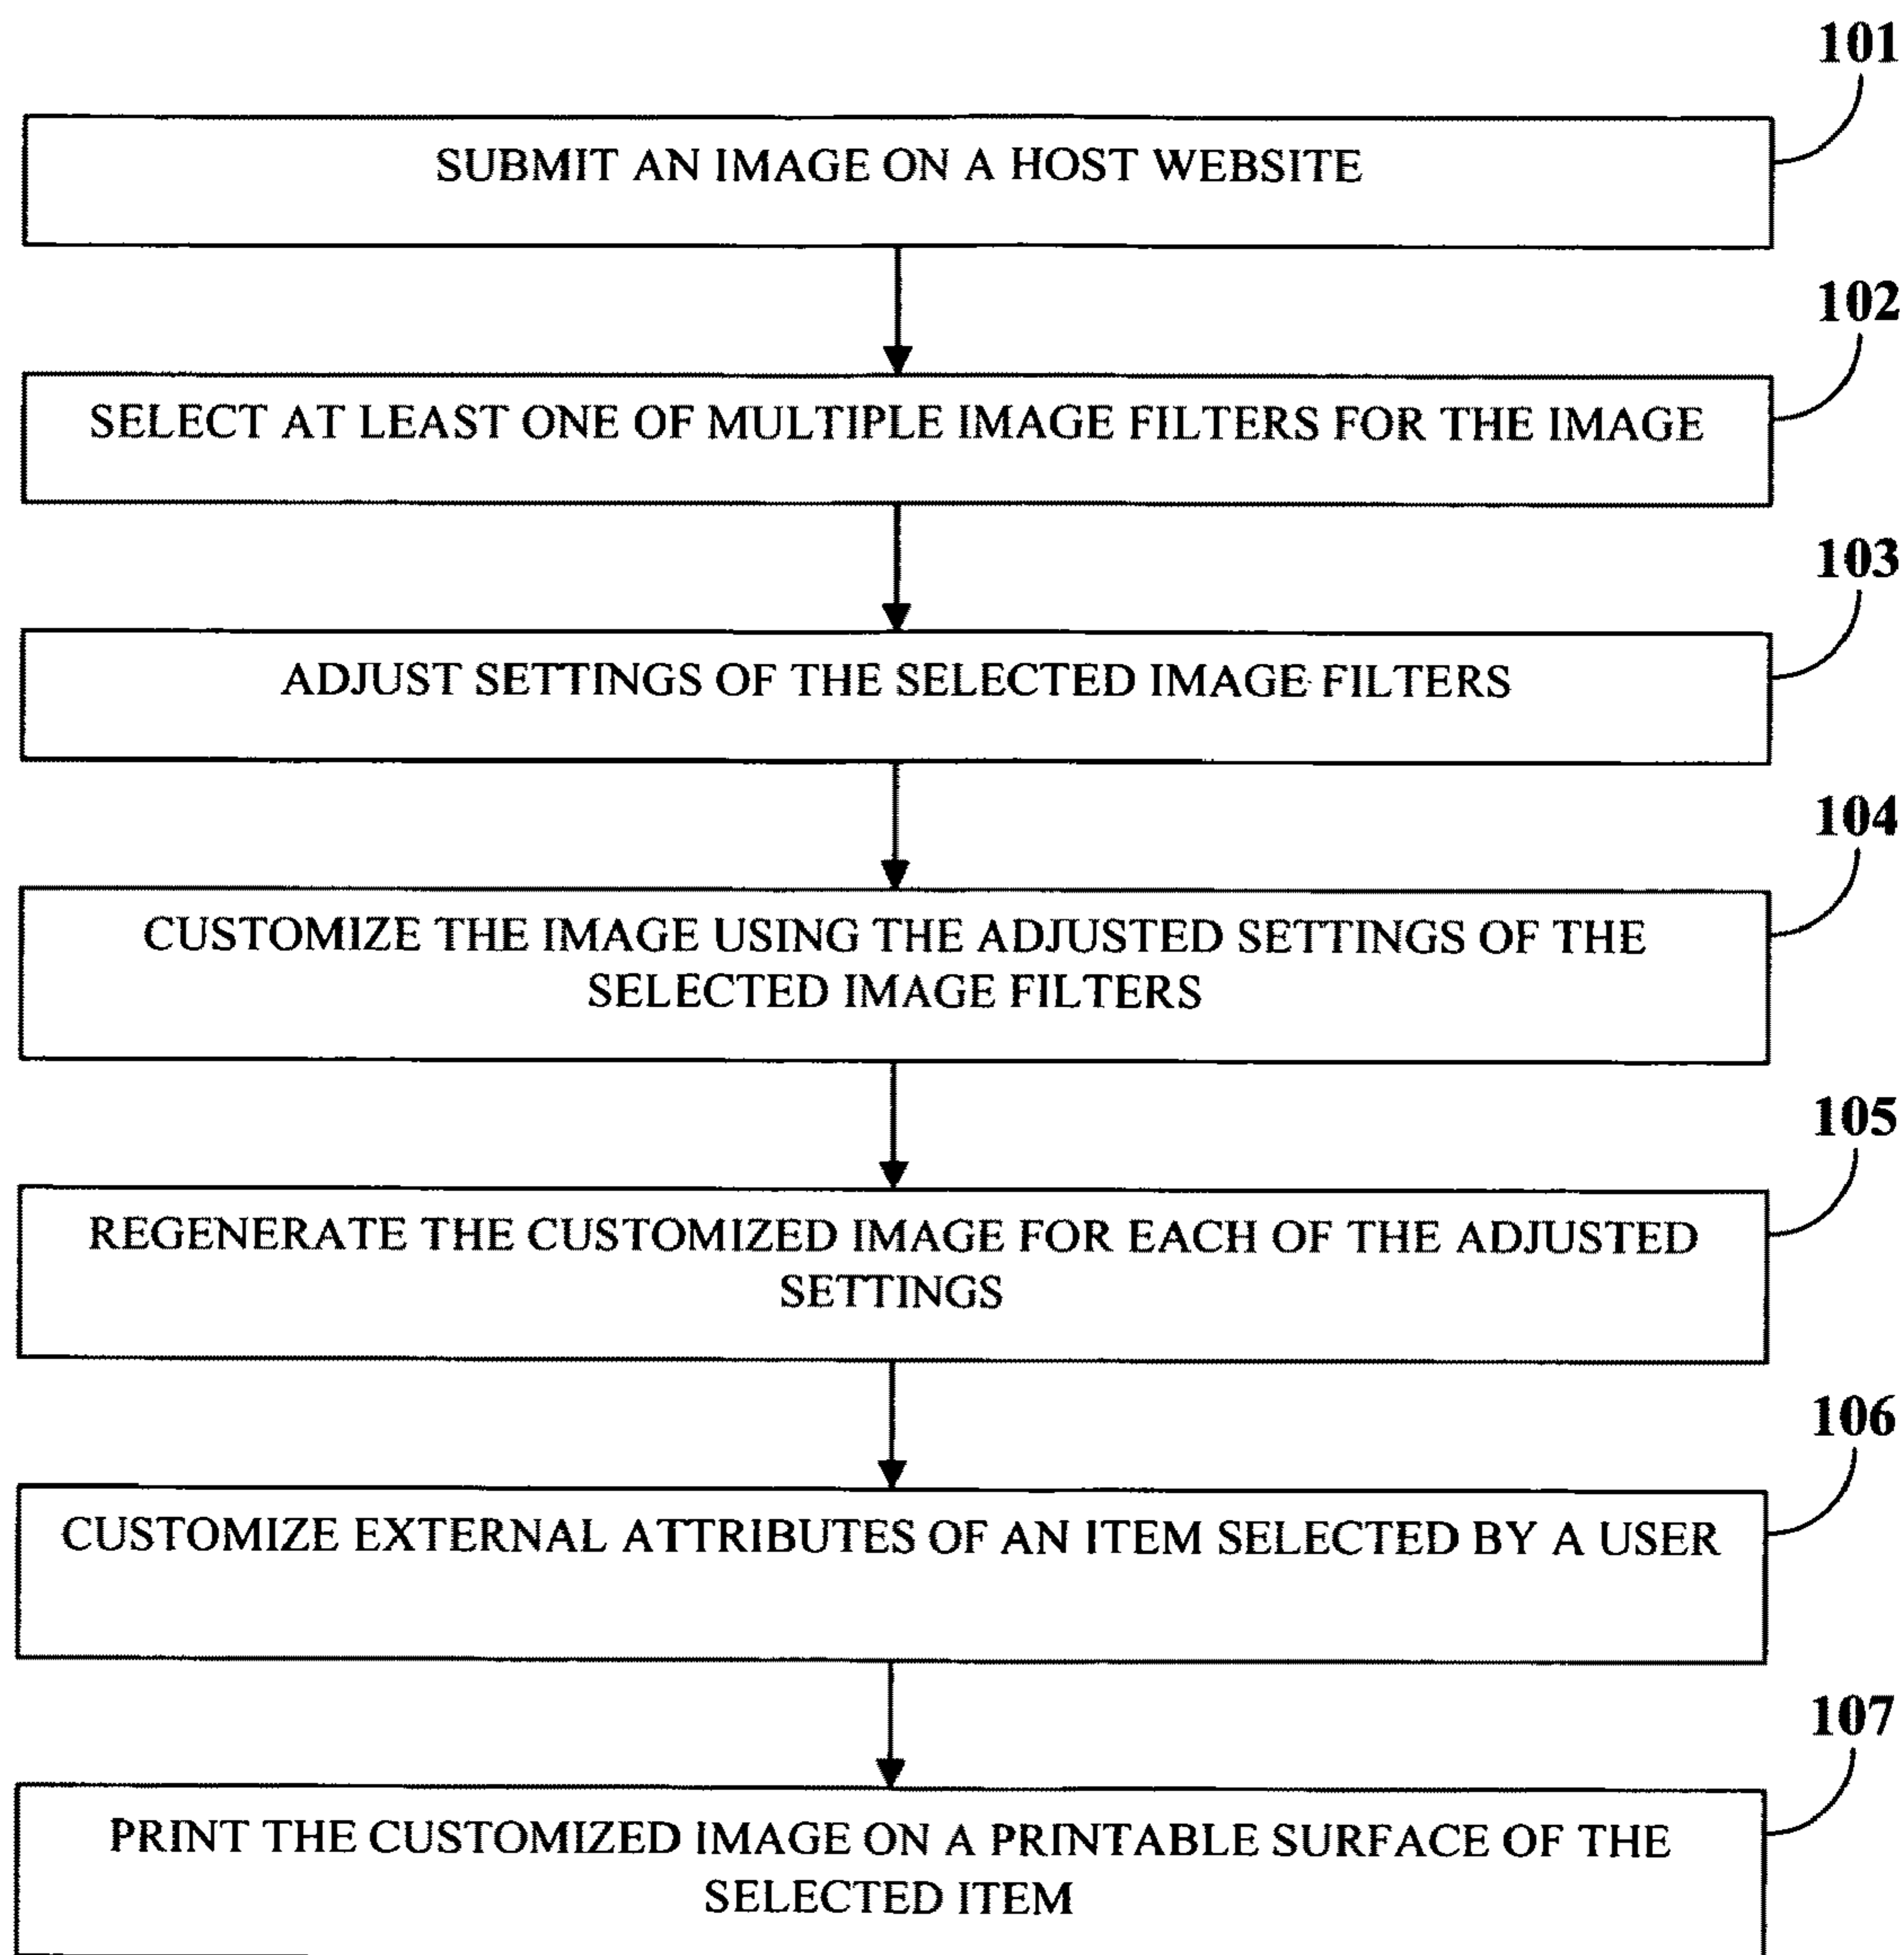 101
SUBMIT AN IMAGE ON A HOST WEBSITE
102
SELECT AT LEAST ONE OF MULTIPLE IMAGE FILTERS FOR THE IMAGE
103
ADJUST SETTINGS OF THE SELECTED IMAGE FILTERS
104
CUSTOMIZE THE IMAGE USING THE ADJUSTED SETTINGS OF THE
SELECTED IMAGE FILTERS
105
REGENERATE THE CUSTOMIZED IMAGE FOR EACH OF THE ADJUSTED
SETTINGS
106
CUSTOMIZE EXTERNAL ATTRIBUTES OF AN ITEM SELECTED BY A USER
107
PRINT THE CUSTOMIZED IMAGE ON A PRINTABLE SURFACE OF THE
SELECTED ITEM